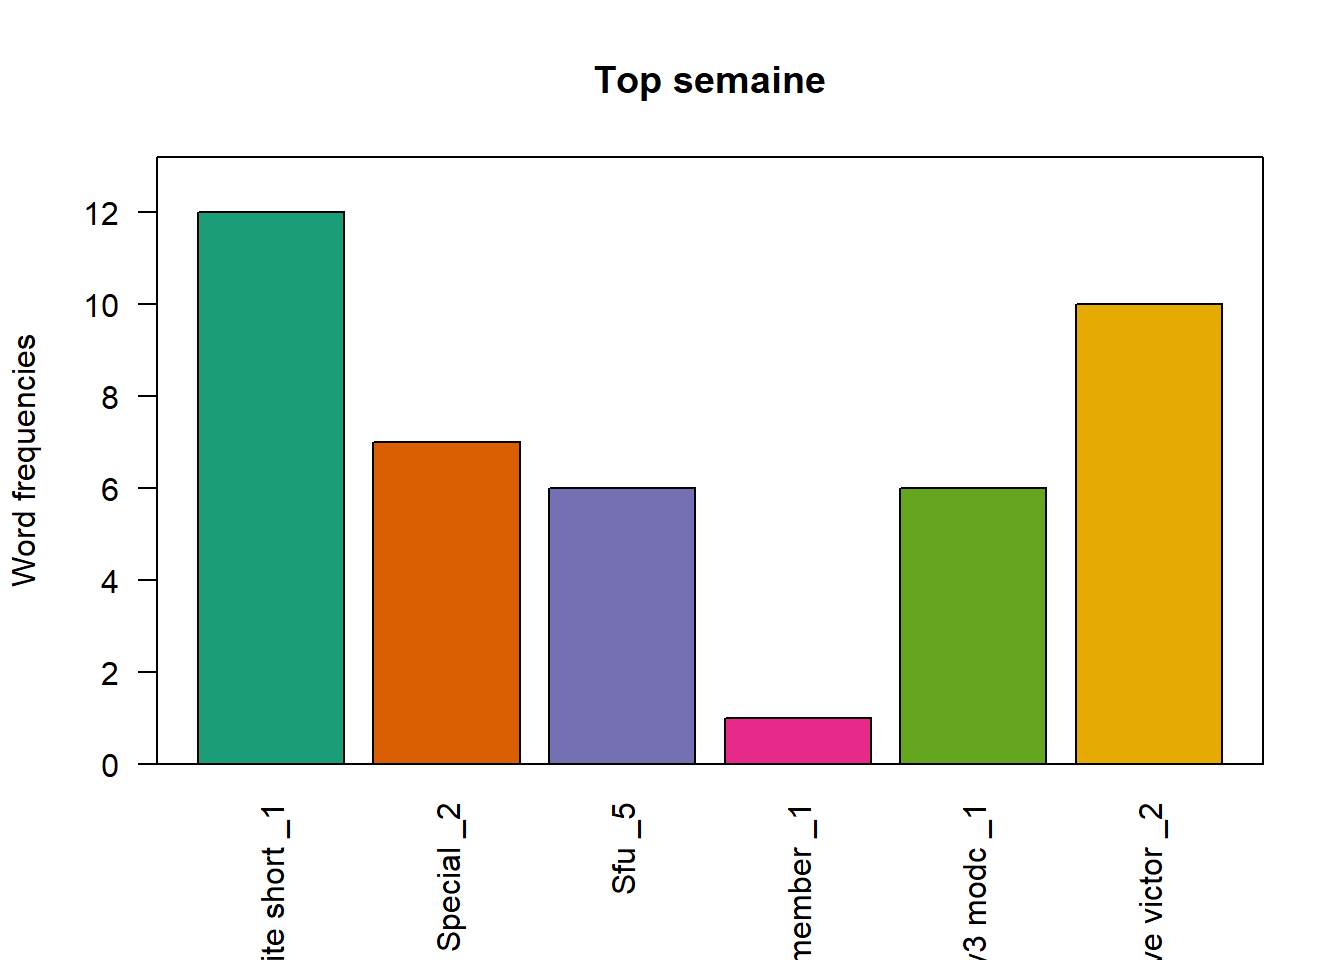 Top semaine
Word frequencies
12
10
8
6
4
2
0
ite short _1
Special _2
Sfu _5
member _1
v3 modc _1
ve victor _2